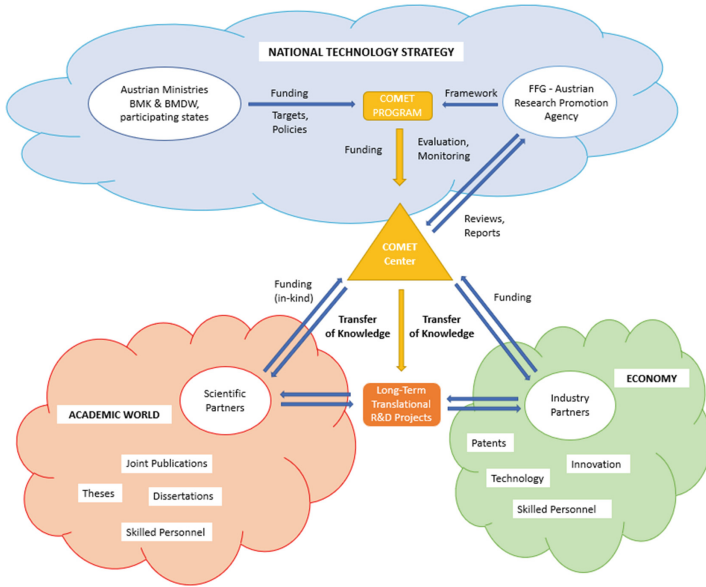 NATIONAL TECHNOLOGY STRATEGY
Austrian Ministries
BMK & BMDW,
participating states
Funding
Targets,
Policies
COMET
PROGRAM
Framework
FFG - Austrian
Research Promotion
Agency
Funding
Evaluation,
Monitoring
Reviews,
Reports
COMET
Center
Funding
(in-kind)
Transfer
of Knowledge
Transfer
of Knowledge
Funding
ACADEMIC WORLD
Scientific
Partners
Long-Term
Translational
R&D Projects
Industry
Partners
ECONOMY
Joint Publications
Theses
Dissertations
Skilled Personnel
Patents
Innovation
Technology
Skilled Personnel